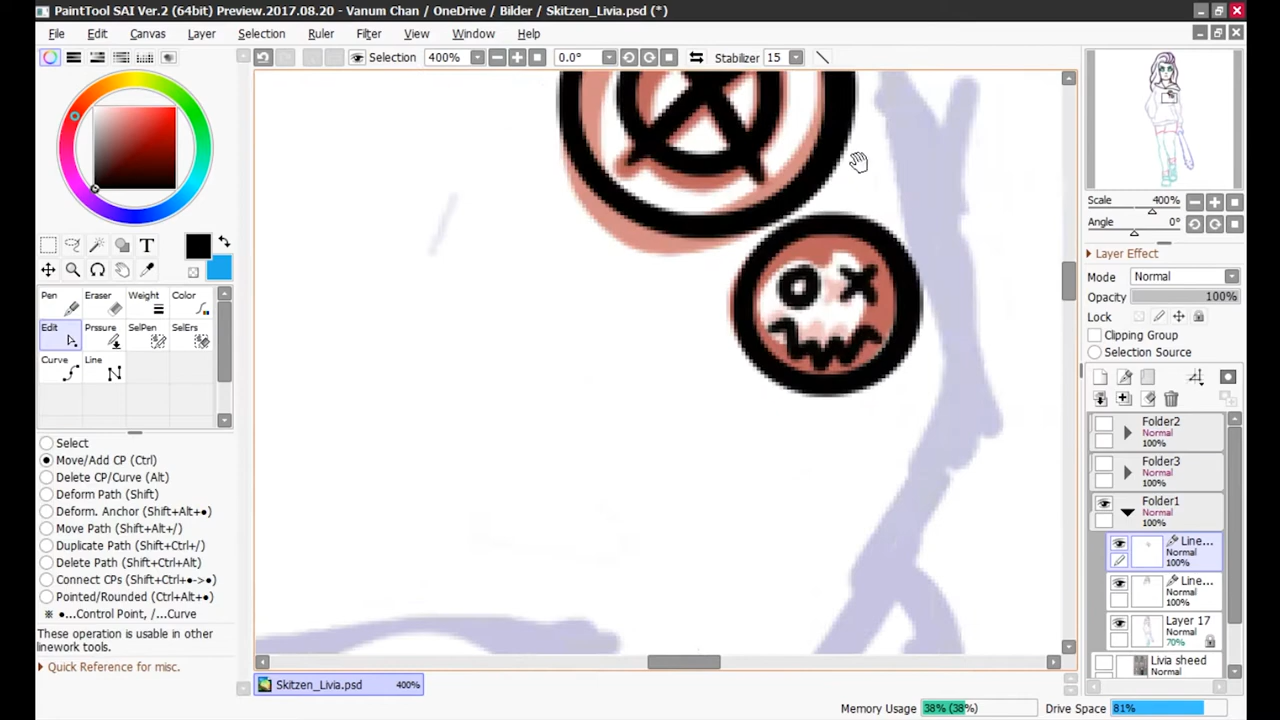 PaintTool SAI Ver.2 (64bit) Preview.2017.08.20 - Vanum Chan / OneDrive / Bilder / Skitzen_Livia.psd (*)
File Edit Canvas Layer Selection Ruler Filter View Window Help
Selection 400% 0.0° Stabilizer 15
T
Pen Eraser Weight Color
Edit Prssure SelPen SelErs
Curve Line
Select
Move/Add CP (Ctrl)
Delete CP/Curve (Alt)
Deform Path (Shift)
Deform. Anchor (Shift+Alt+●)
Move Path (Shift+Alt+/)
Duplicate Path (Shift+Ctrl+/)
Delete Path (Shift+Ctrl+Alt)
Connect CPs (Shift+Ctrl+●->●)
Pointed/Rounded (Ctrl+Alt+●)
※ ●...Control Point, /...Curve
These operation is usable in other
linework tool.
Quick Reference for misc.
Skitzen_Livia.psd 400%
Scale 400%
Angle 0°
Layer Effect
Mode Normal
Opacity 100%
Lock
Clipping Group
Selection Source
Folder2
Normal
100%
Folder3
Normal
100%
Folder1
Normal
100%
Line...
Normal
100%
Line...
Normal
100%
Layer 17
Normal
70%
Livia sheed
Normal
Memory Usage 38% (38%) Drive Space 81%